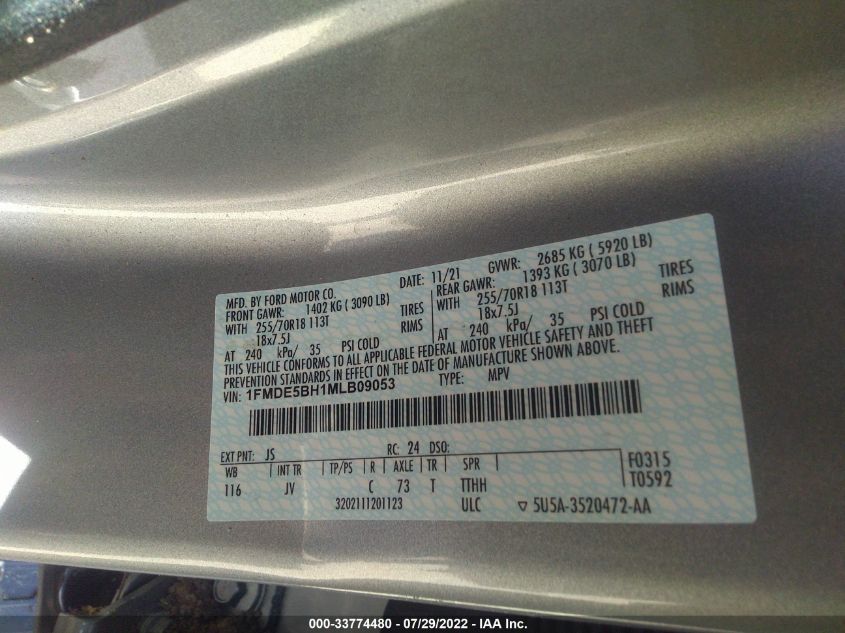 MFD. BY FORD MOTOR CO. DATE: 11/21 GVWR: 2685 KG ( 5920 LB)
FRONT GAWR: 1402 KG ( 3090 LB) REAR GAWR: 1393 KG ( 3070 LB)
WITH 255/70R18 113T TIRES WITH 255/70R18 113T TIRES
18x7.5J RIMS 18x7.5J RIMS
AT 240 kPa/ 35 PSI COLD AT 240 kPa/ 35 PSI COLD
THIS VEHICLE CONFORMS TO ALL APPLICABLE FEDERAL MOTOR VEHICLE SAFETY AND THEFT
PREVENTION STANDARDS IN EFFECT ON THE DATE OF MANUFACTURE SHOWN ABOVE.
VIN: 1FMDE5BH1MLB09053 TYPE: MPV
EXT PNT: JS RC: 24 DSO:
WB INT TR TP/PS R AXLE TR SPR F0315
116 JV C 73 T TTHH T0592
3202111201123 ULC ▽ 5U5A-3520472-AA
000-33774480 - 07/29/2022 - IAA Inc.